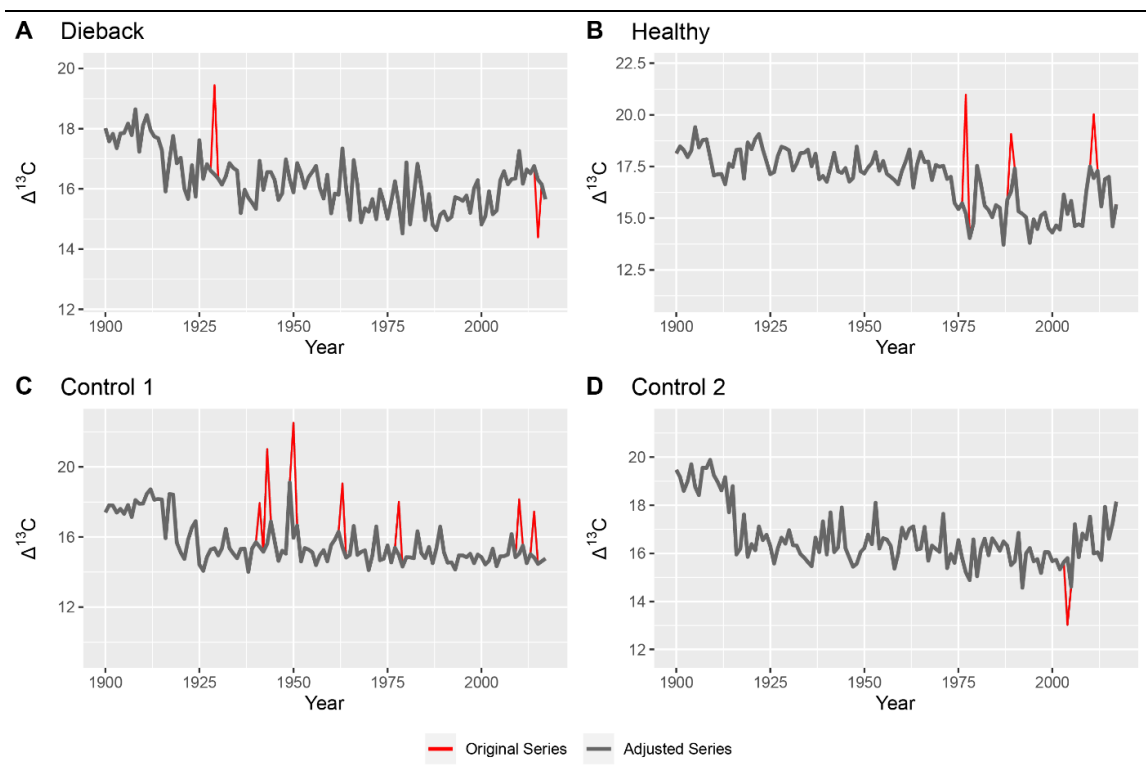 A Dieback
20
18
16
14
12
Δ¹³C
1900 1925 1950 1975 2000
Year
B Healthy
22.5
20.0
17.5
15.0
12.5
Δ¹³C
1900 1925 1950 1975 2000
Year
C Control 1
20
16
12
Δ¹³C
1900 1925 1950 1975 2000
Year
D Control 2
20
18
16
14
12
Δ¹³C
1900 1925 1950 1975 2000
Year
Original Series Adjusted Series